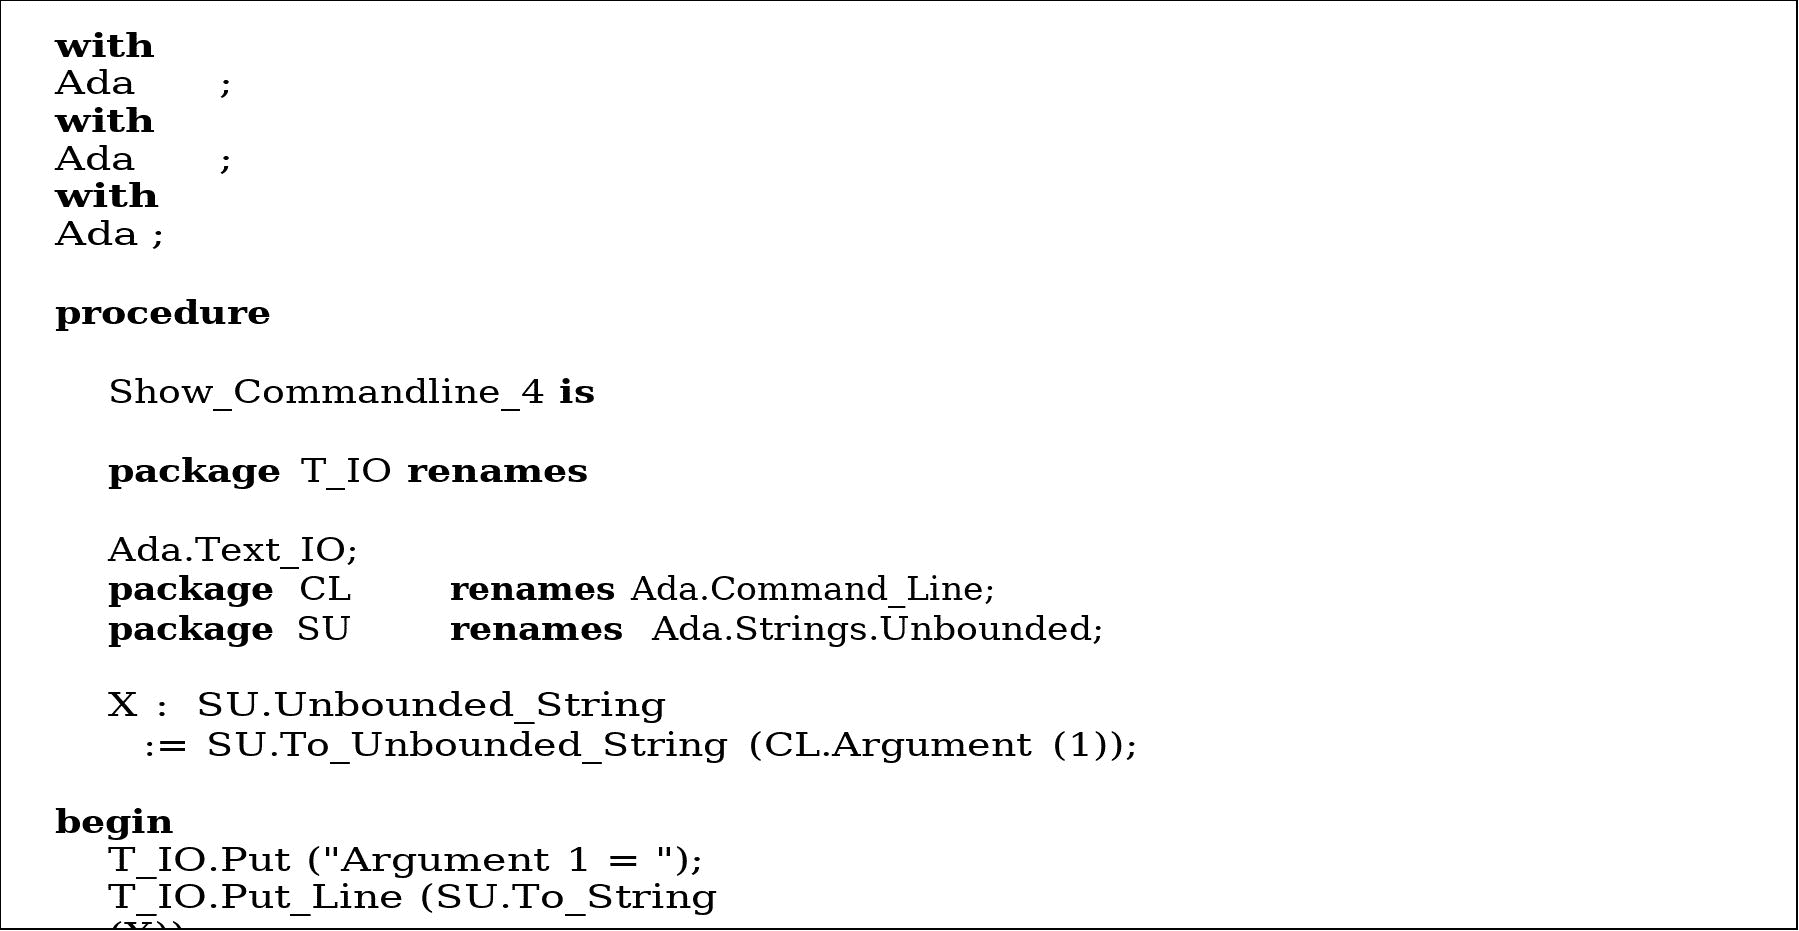 with
Ada ;
with
Ada ;
with
Ada ;
procedure
Show_Commandline_4 is
package T_IO renames
Ada.Text_IO;
package CL renames Ada.Command_Line;
package SU renames Ada.Strings.Unbounded;
X : SU.Unbounded_String
:= SU.To_Unbounded_String (CL.Argument (1));
begin
T_IO.Put ("Argument 1 = ");
T_IO.Put_Line (SU.To_String
(X))